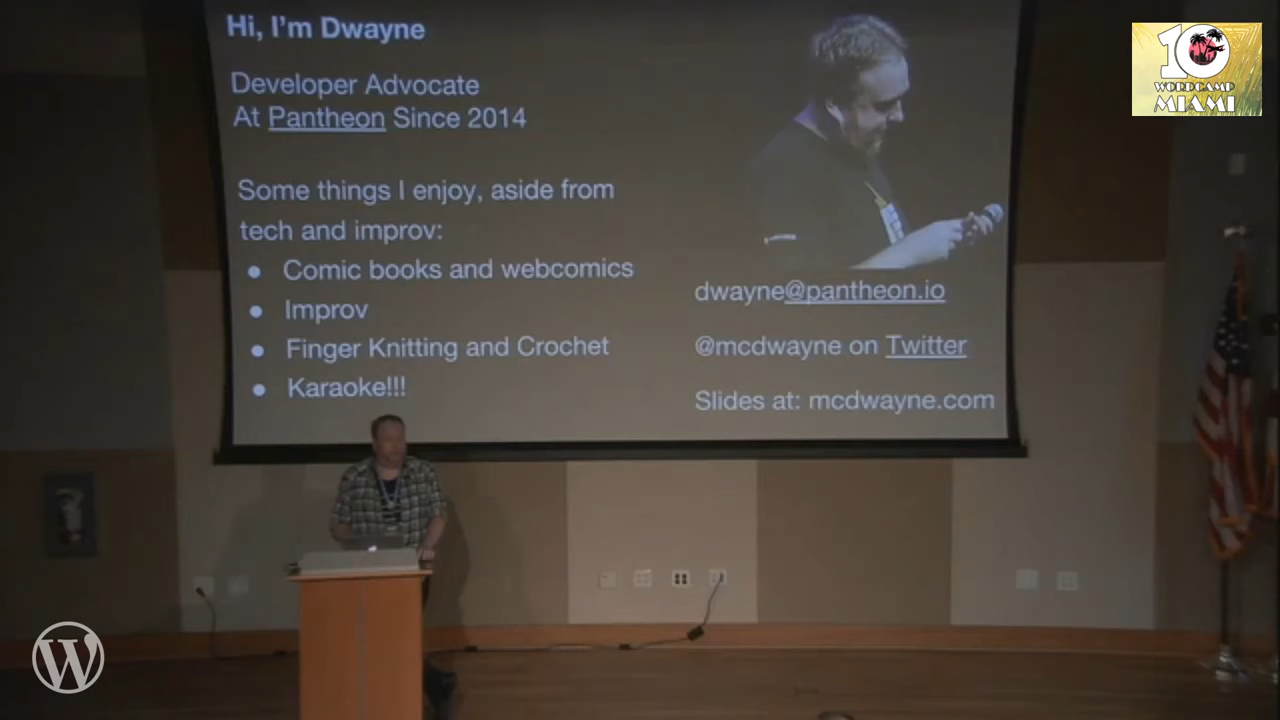 Hi, I'm Dwayne
Developer Advocate
At Pantheon Since 2014
Some things I enjoy, aside from
tech and improv:
● Comic books and webcomics
● Improv
● Finger Knitting and Crochet
● Karaoke!!!
dwayne@pantheon.io
@mcdwayne on Twitter
Slides at: mcdwayne.com
10
WORDCAMP
MIAMI
W